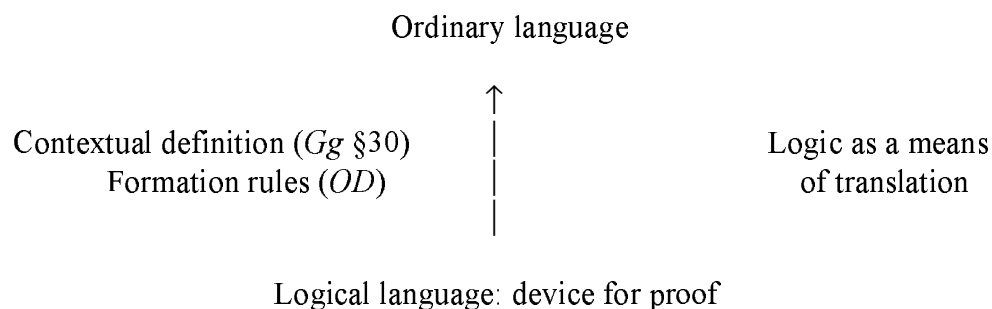 Ordinary language
Contextual definition (Gg §30)
Formation rules (OD)
Logic as a means
of translation
Logical language: device for proof